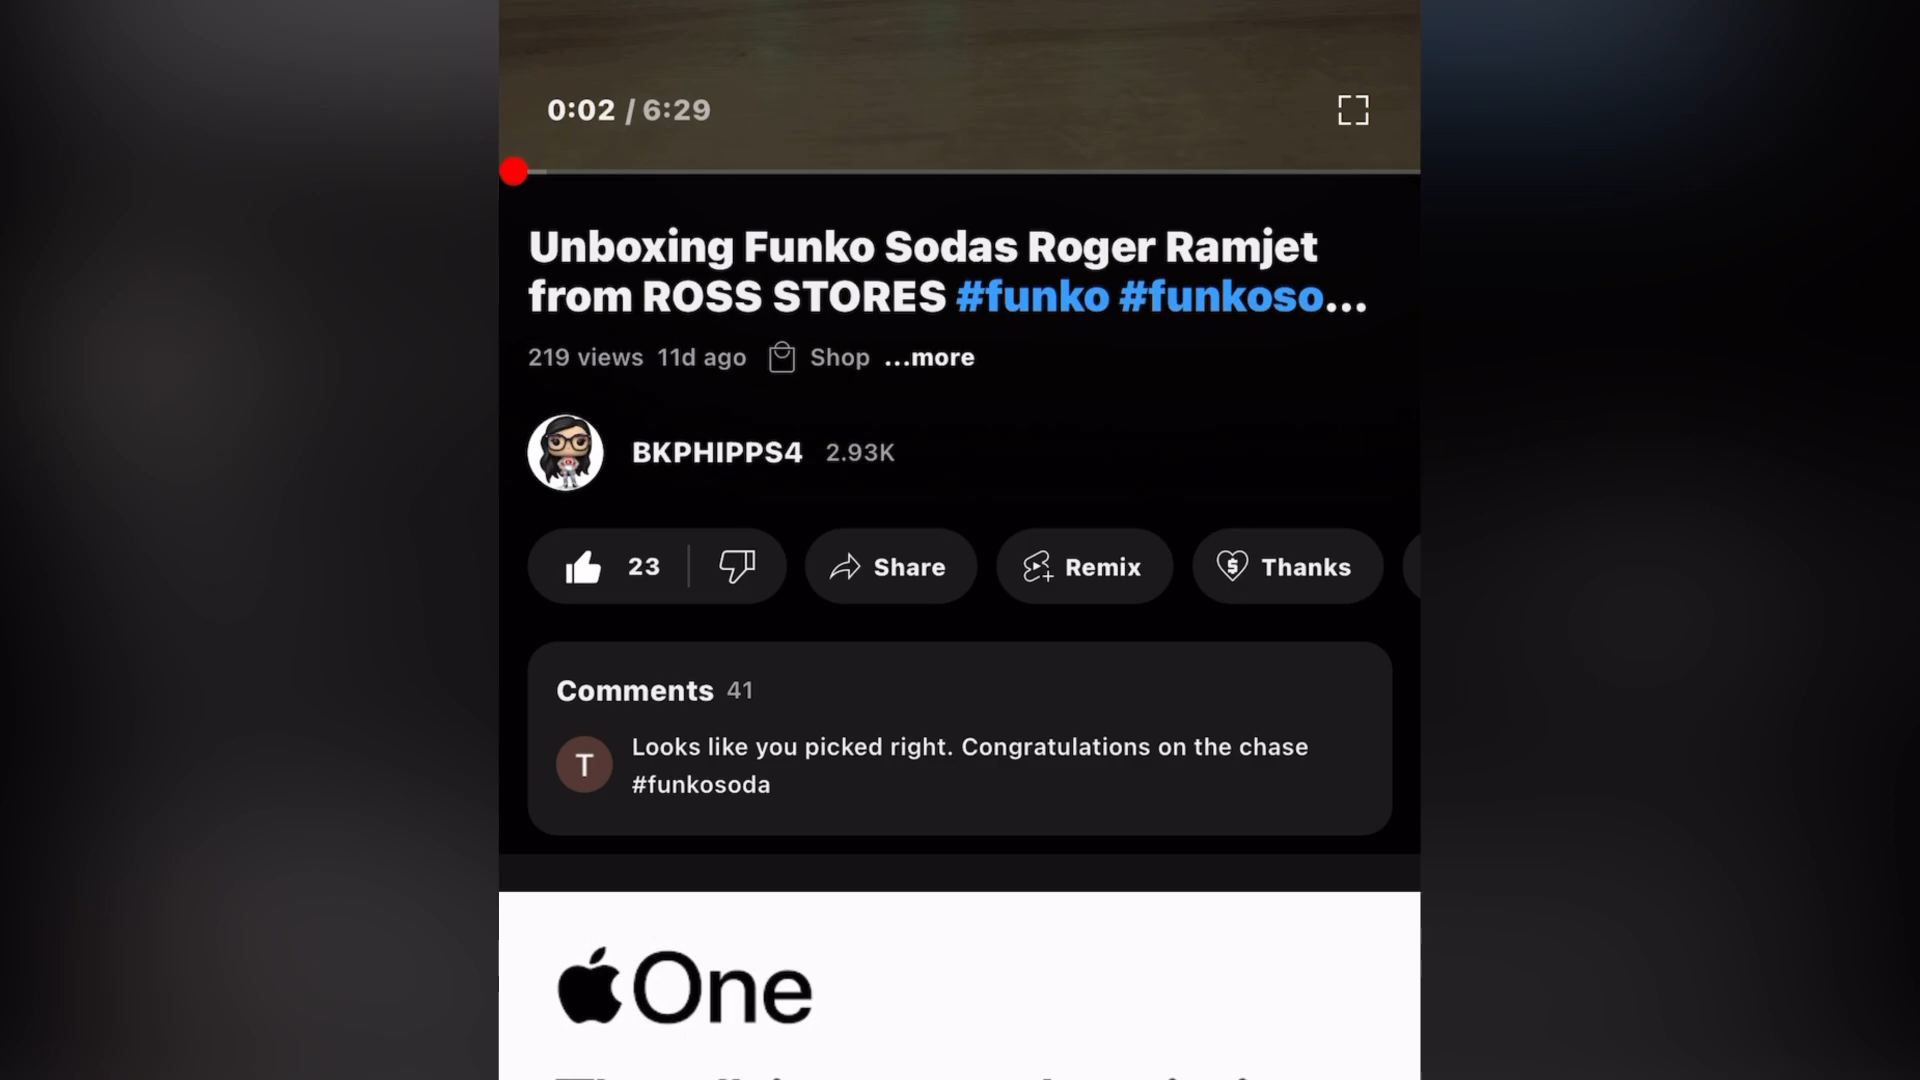 0:02 / 6:29
Unboxing Funko Sodas Roger Ramjet
from ROSS STORES #funko #funkoso...
219 views 11d ago Shop ...more
BKPHIPPS4 2.93K
23 Share Remix Thanks
Comments 41
Looks like you picked right. Congratulations on the chase
T
#funkosoda
One